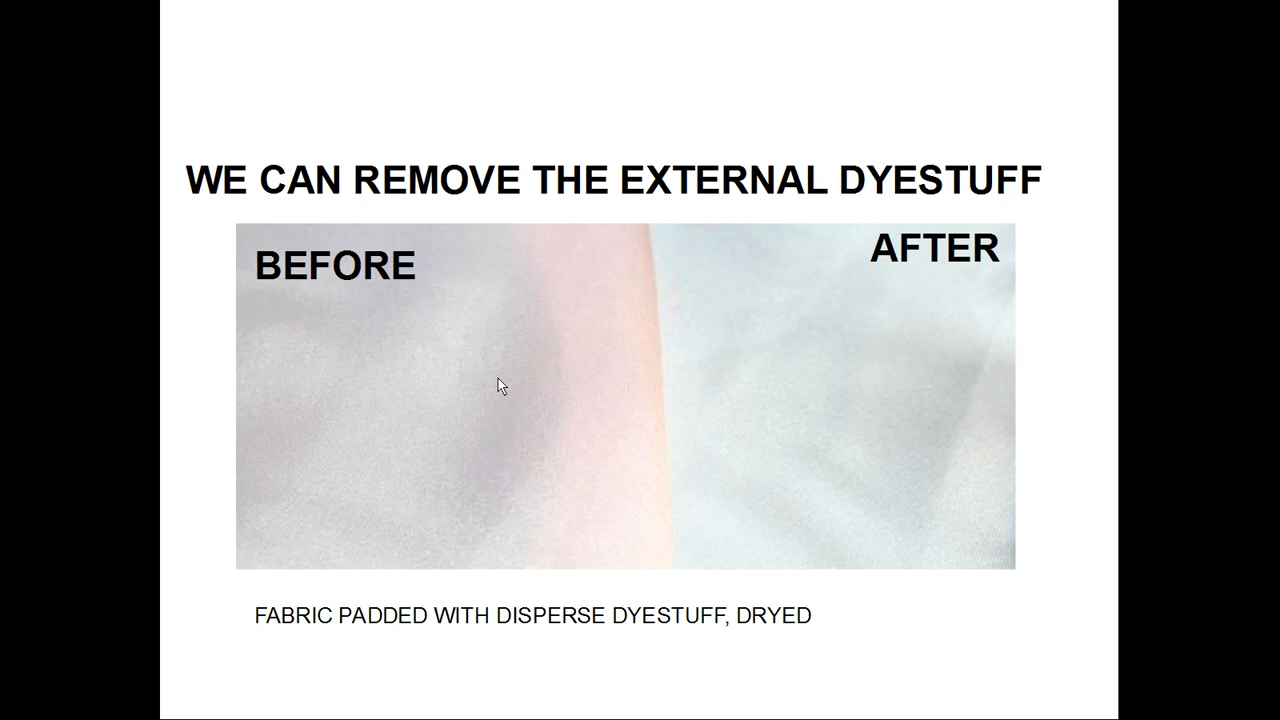 WE CAN REMOVE THE EXTERNAL DYESTUFF
BEFORE
AFTER
FABRIC PADDED WITH DISPERSE DYESTUFF, DRYED